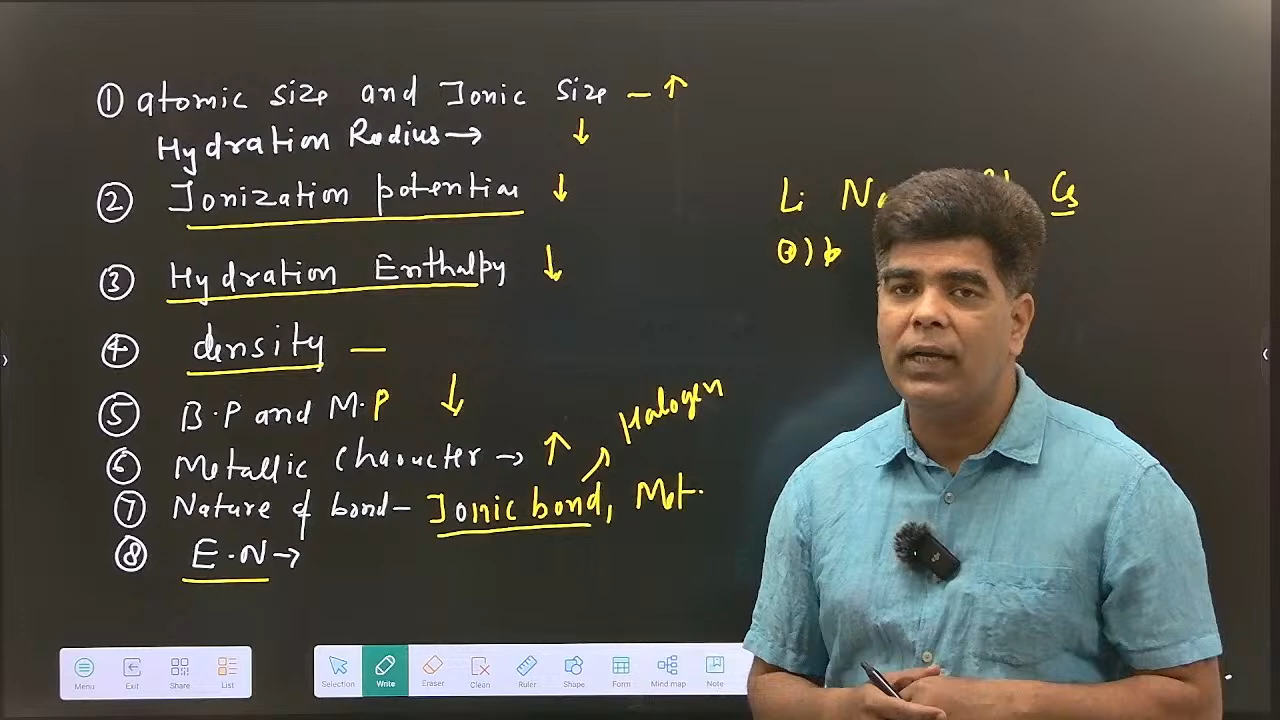 ① atomic size and Ionic size – ↑
Hydration Radius → ↓
② Ionization potential ↓
③ Hydration Enthalpy ↓
④ density –
⑤ B.P and M.P ↓
⑥ Metallic Character → ↑
Halogen
⑦ Nature of bond – Ionic bond, Met.
⑧ E.N →
Li Na Cs
Menu Exit Share List Selection Write Eraser Clean Ruler Shape Form Mind map Note